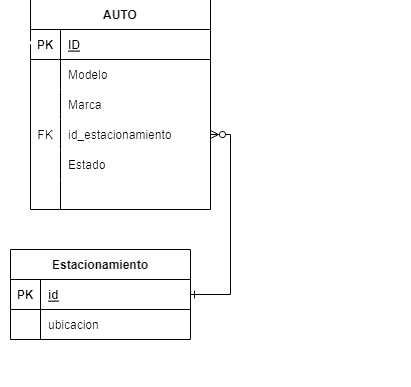 AUTO
PK ID
Modelo
Marca
FK id_estacionamiento
Estado
Estacionamiento
PK id
ubicacion